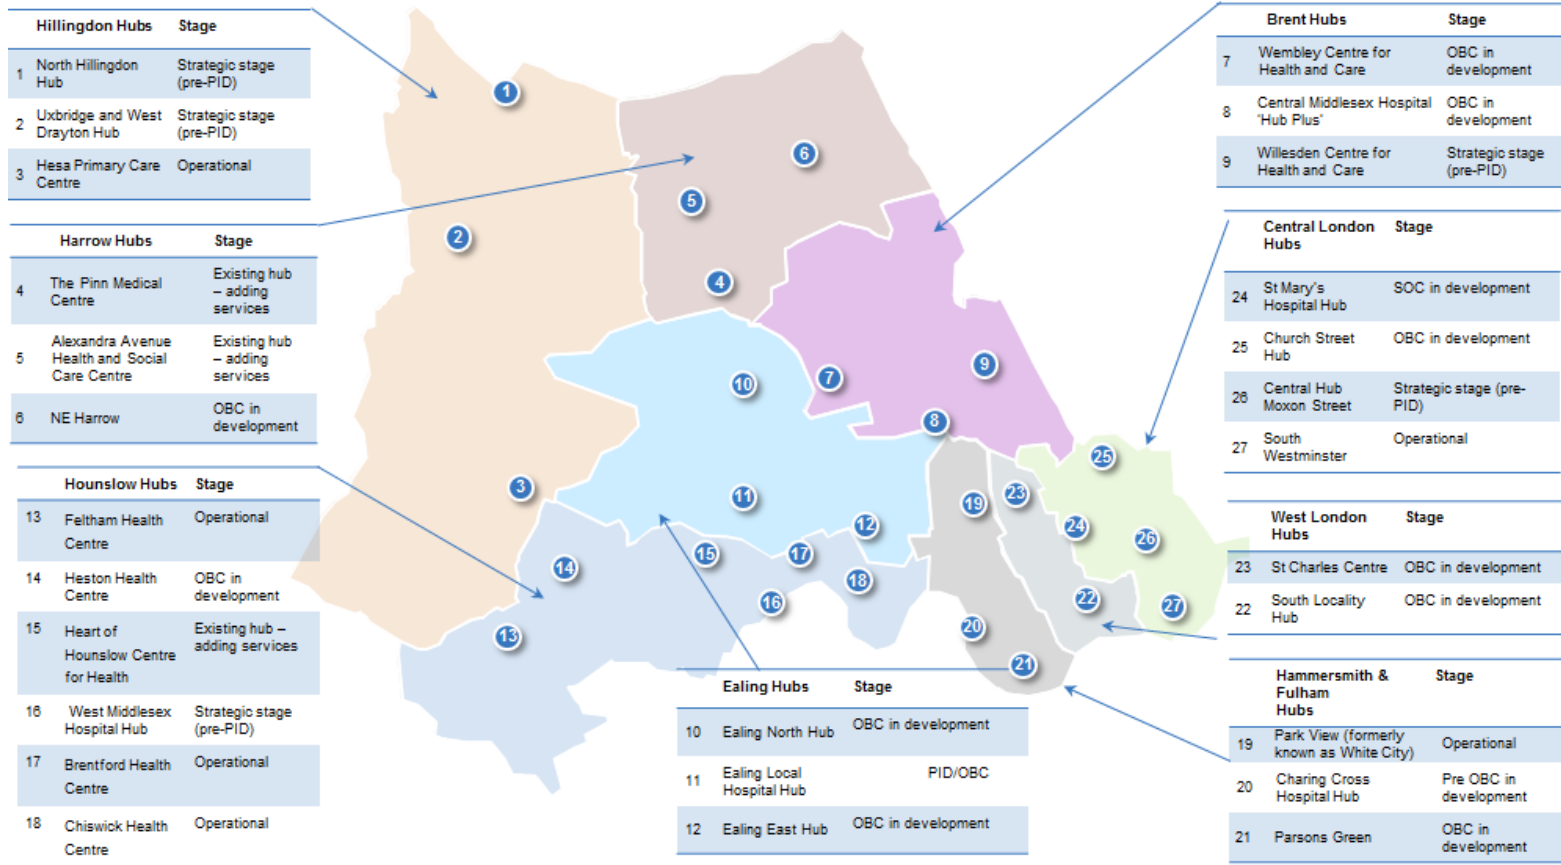 Hillingdon Hubs Stage
1 North Hillingdon Hub Strategic stage (pre-PID)
2 Uxbridge and West Drayton Hub Strategic stage (pre-PID)
3 Hesa Primary Care Centre Operational
Harrow Hubs Stage
4 The Pinn Medical Centre Existing hub – adding services
5 Alexandra Avenue Health and Social Care Centre Existing hub – adding services
6 NE Harrow OBC in development
Hounslow Hubs Stage
13 Feltham Health Centre Operational
14 Heston Health Centre OBC in development
15 Heart of Hounslow Centre for Health Existing hub – adding services
16 West Middlesex Hospital Hub Strategic stage (pre-PID)
17 Brentford Health Centre Operational
18 Chiswick Health Centre Operational
1
6
5
2
4
10
7
9
8
25
3
11
19
23
12
24
26
15
17
14
18
16
22
27
13
20
21
Ealing Hubs Stage
10 Ealing North Hub OBC in development
11 Ealing Local Hospital Hub PID/OBC
12 Ealing East Hub OBC in development
Brent Hubs Stage
7 Wembley Centre for Health and Care OBC in development
8 Central Middlesex Hospital 'Hub Plus' OBC in development
9 Willesden Centre for Health and Care Strategic stage (pre-PID)
Central London Hubs Stage
24 St Mary's Hospital Hub SOC in development
25 Church Street Hub OBC in development
26 Central Hub Moxon Street Strategic stage (pre-PID)
27 South Westminster Operational
West London Hubs Stage
23 St Charles Centre OBC in development
22 South Locality Hub OBC in development
Hammersmith & Fulham Hubs Stage
19 Park View (formerly known as White City) Operational
20 Charing Cross Hospital Hub Pre OBC in development
21 Parsons Green OBC in development